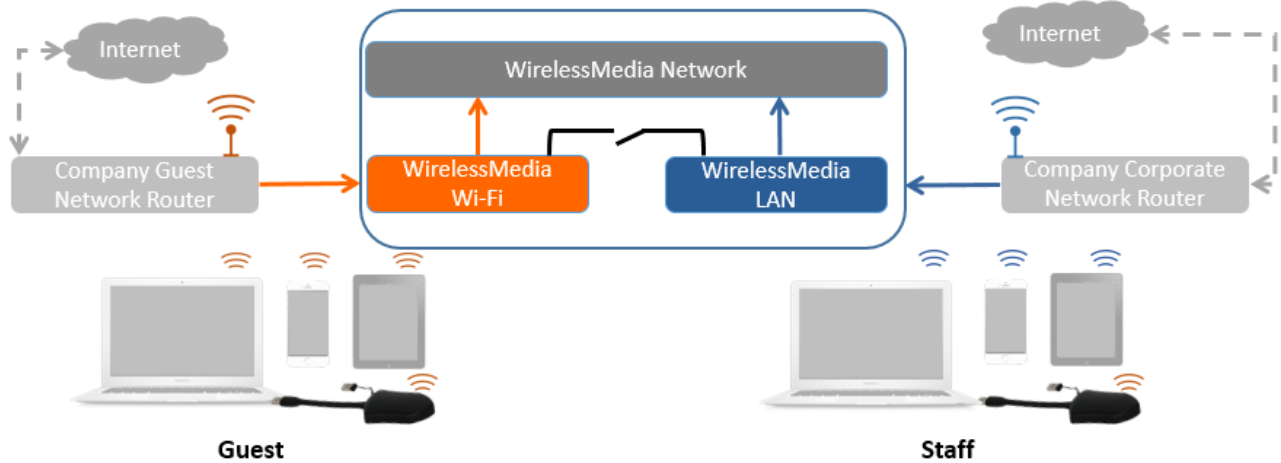 Internet
Internet
WirelessMedia Network
Company Guest
Network Router
WirelessMedia
Wi-Fi
WirelessMedia
LAN
Company Corporate
Network Router
Guest
Staff